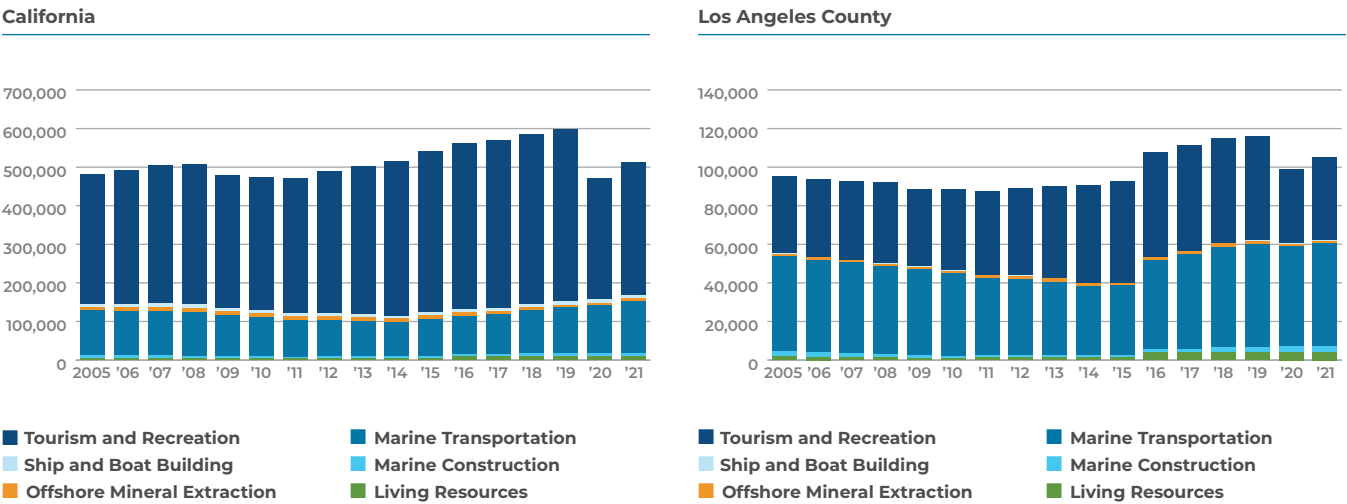 California
700,000
600,000
500,000
400,000
300,000
200,000
100,000
0
2005 '06 '07 '08 '09 '10 '11 '12 '13 '14 '15 '16 '17 '18 '19 '20 '21
Tourism and Recreation
Marine Transportation
Ship and Boat Building
Marine Construction
Offshore Mineral Extraction
Living Resources
Los Angeles County
140,000
120,000
100,000
80,000
60,000
40,000
20,000
0
2005 '06 '07 '08 '09 '10 '11 '12 '13 '14 '15 '16 '17 '18 '19 '20 '21
Tourism and Recreation
Marine Transportation
Ship and Boat Building
Marine Construction
Offshore Mineral Extraction
Living Resources